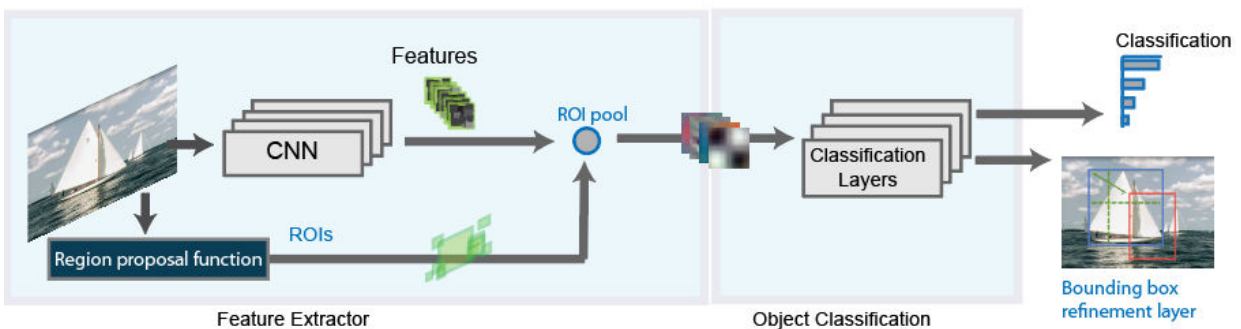 Features
Classification
ROI pool
CNN
Classification
Layers
ROIs
Region proposal function
Bounding box
refinement layer
Feature Extractor
Object Classification